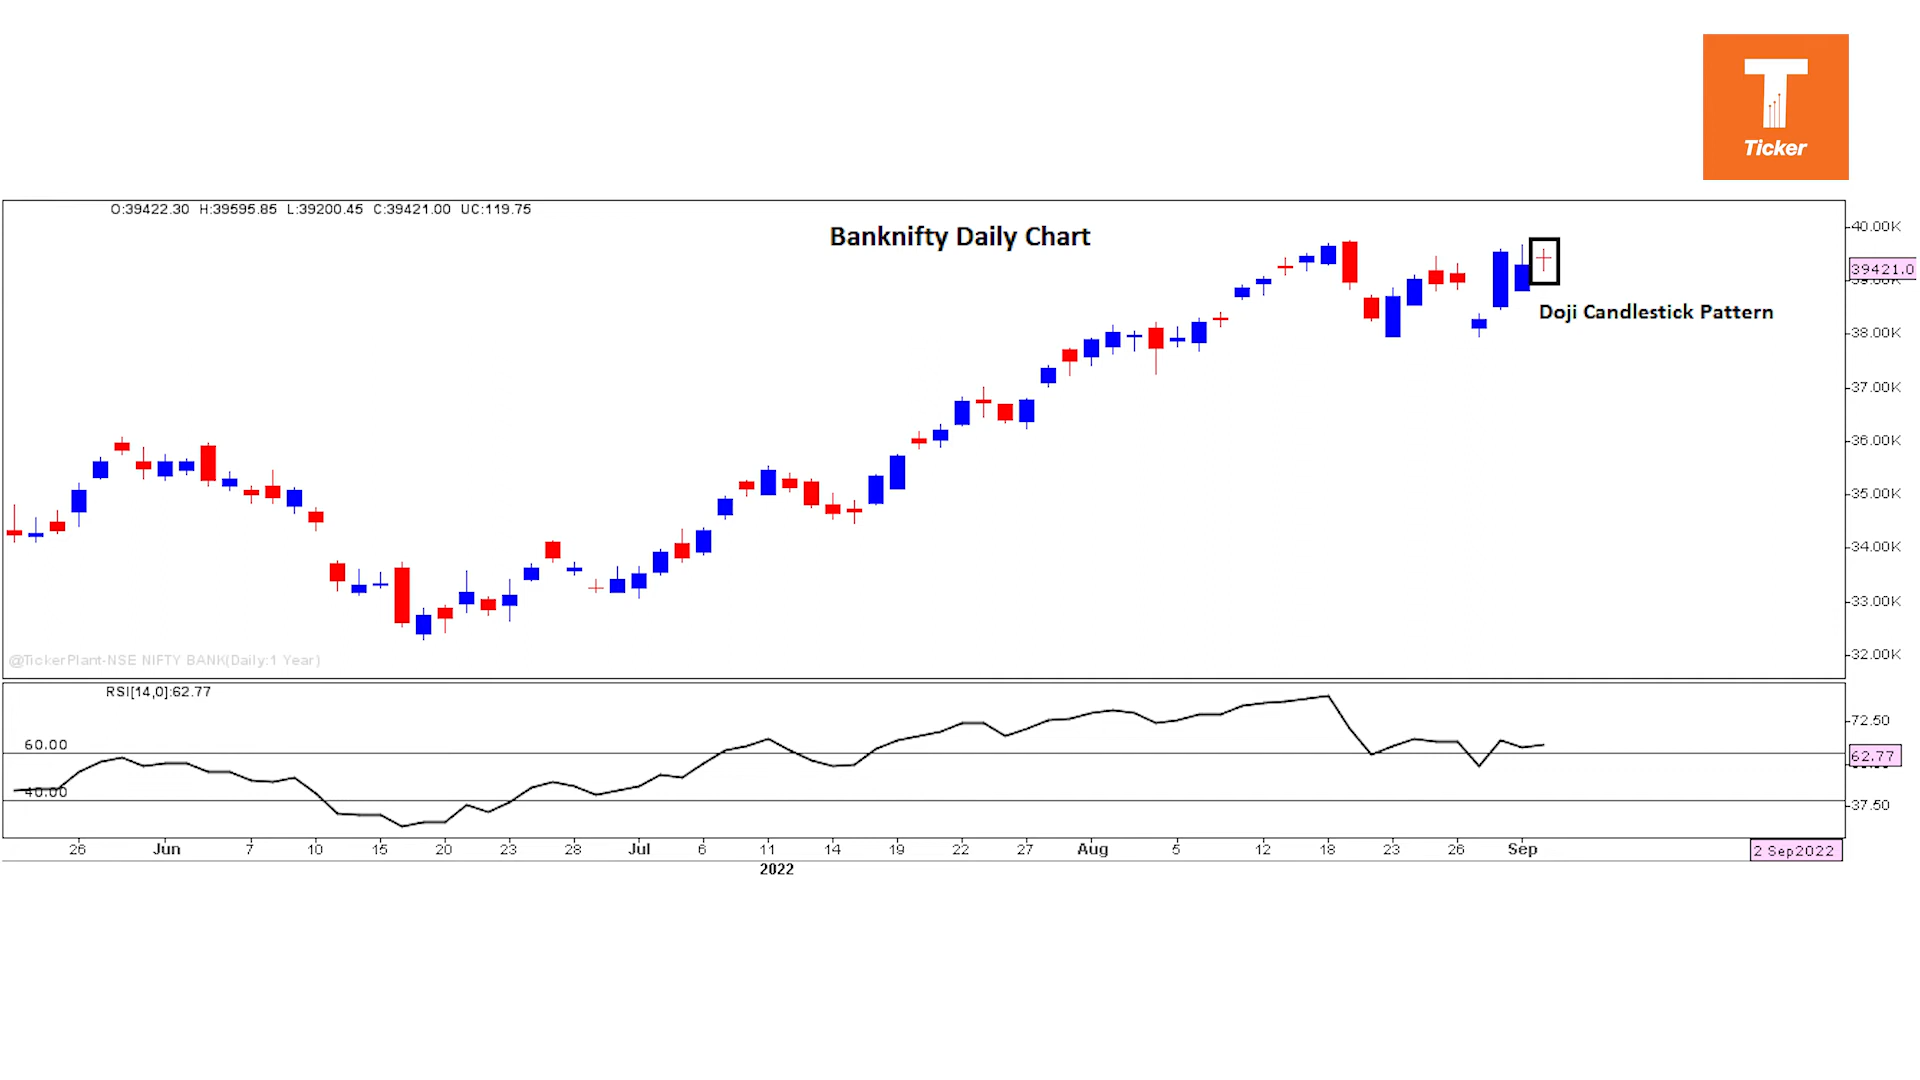 T
Ticker
O:39422.30 H:39595.85 L:39200.45 C:39421.00 UC:119.75
Banknifty Daily Chart
40.00K
39421.0
38.00K
Doji Candlestick Pattern
37.00K
36.00K
35.00K
34.00K
33.00K
@TickerPlant-NSE NIFTY BANK(Daily:1 Year)
32.00K
RSI[14,0]:62.77
72.50
60.00
62.77
40.00
37.50
26 Jun 7 10 15 20 23 28 Jul 6 11 14 19 22 27 Aug 5 12 18 23 26 Sep 2 Sep2022
2022